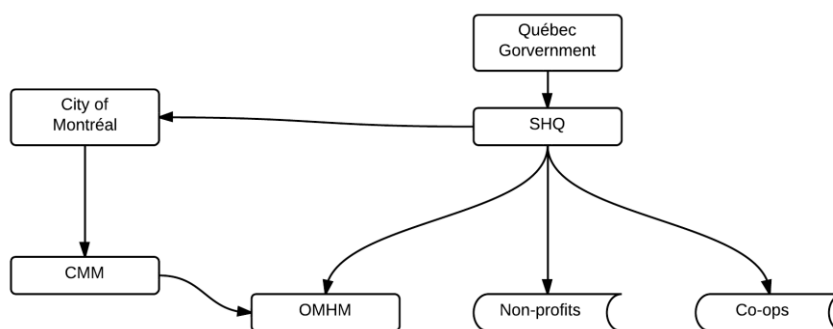 Québec
Gorvernment
City of
Montréal
SHQ
CMM
OMHM
Non-profits
Co-ops